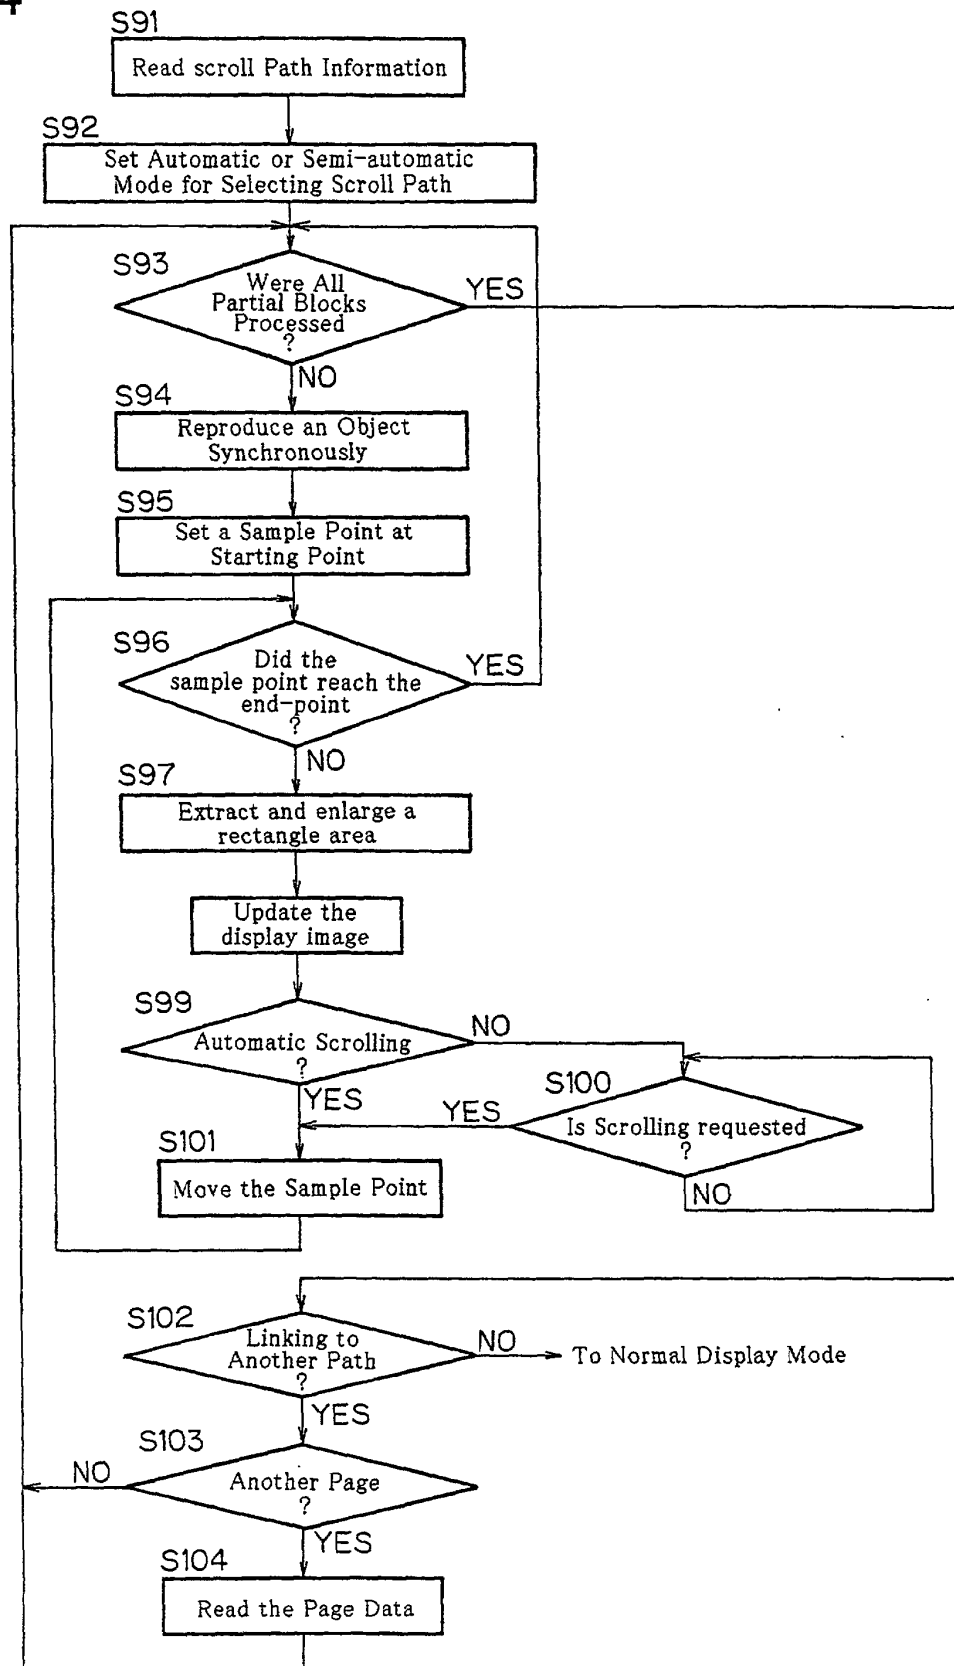 4
S91
Read scroll Path Information
S92
Set Automatic or Semi-automatic
Mode for Selecting Scroll Path
S93
Were All
Partial Blocks
Processed
?
YES
NO
S94
Reproduce an Object
Synchronously
S95
Set a Sample Point at
Starting Point
S96
Did the
sample point reach the
end-point
?
YES
NO
S97
Extract and enlarge a
rectangle area
Update the
display image
S99
Automatic Scrolling
?
NO
YES
S100
Is Scrolling requested
?
YES
NO
S101
Move the Sample Point
S102
Linking to
Another Path
?
NO
To Normal Display Mode
YES
S103
Another Page
?
NO
YES
S104
Read the Page Data